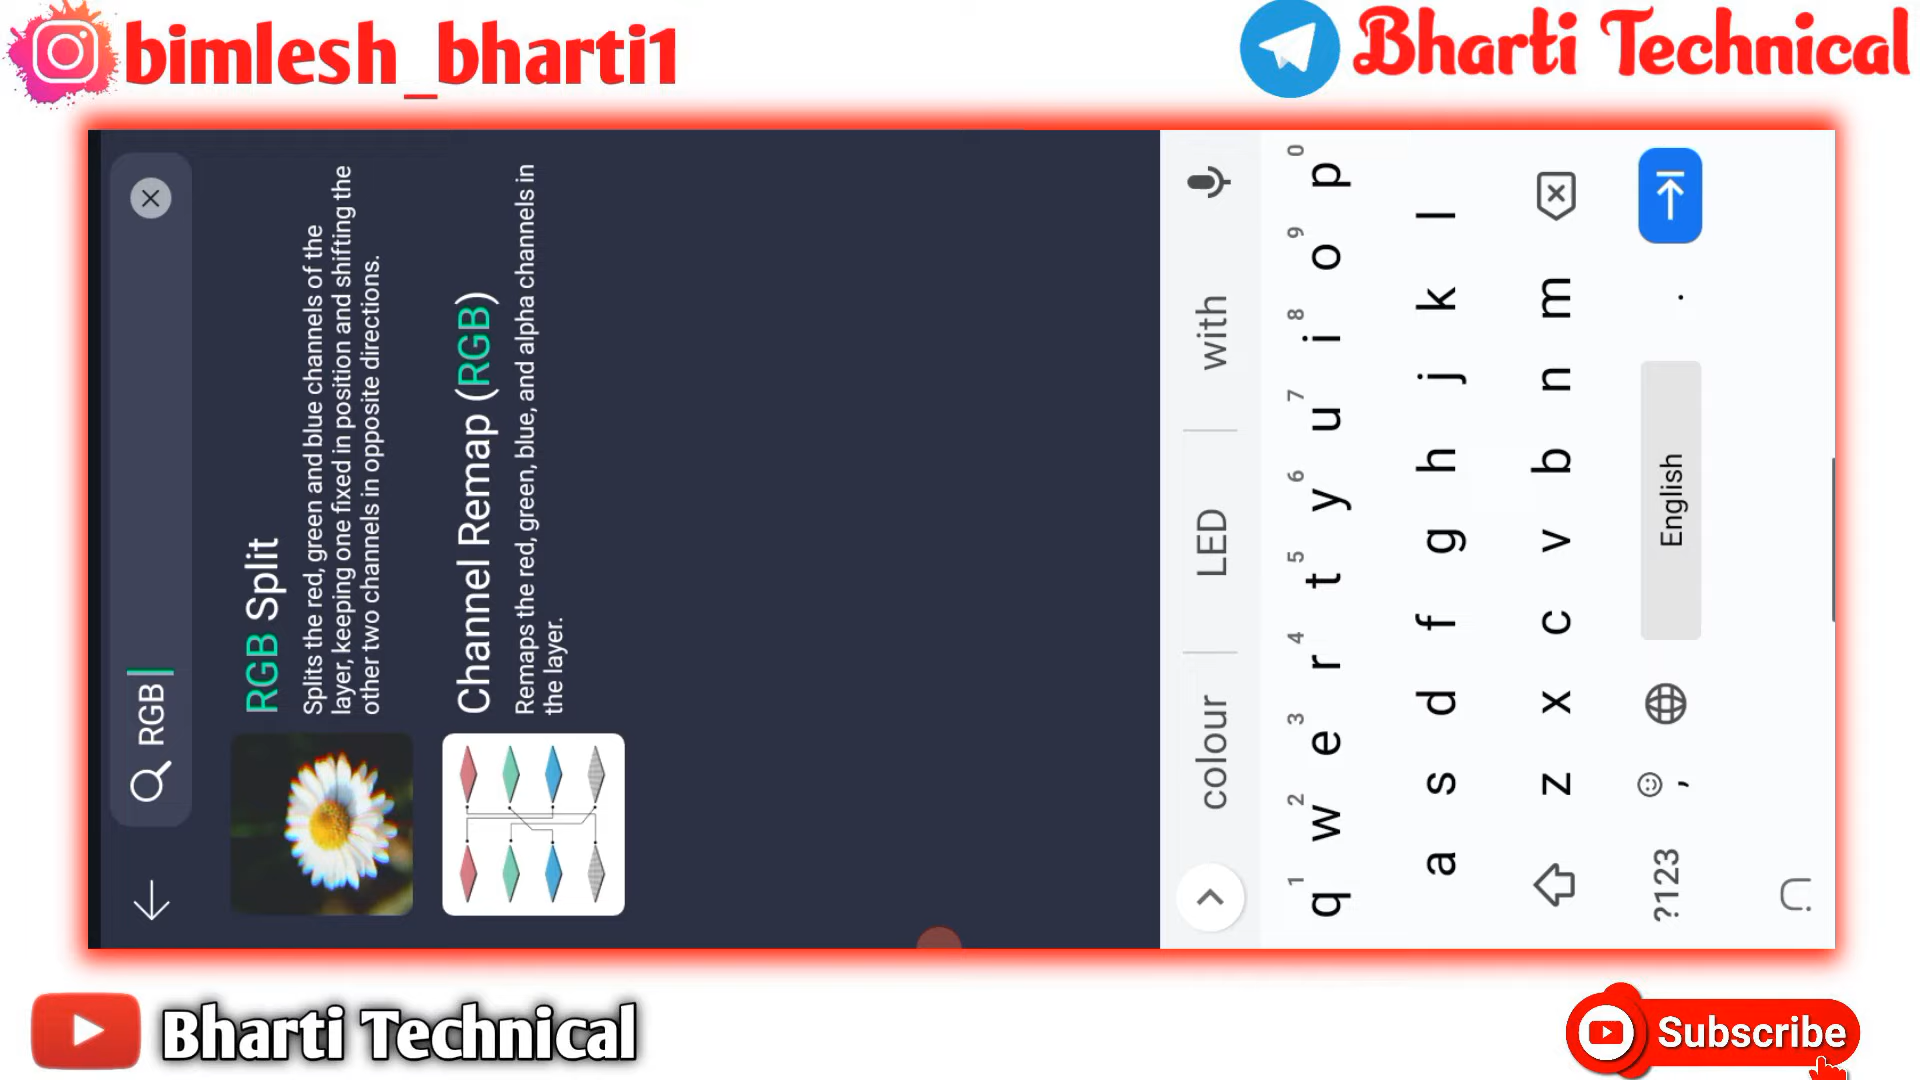 bimlesh_bharti1
Bharti Technical
RGB
RGB Split
Splits the red, green and blue channels of the
layer, keeping one fixed in position and shifting the
other two channels in opposite directions.
Channel Remap (RGB)
Remaps the red, green, blue, and alpha channels in
the layer.
colour LED with
1 2 3 4 5 6 7 8 9 0
q w e r t y u i o p
a s d f g h j k l
z x c v b n m
?123 , English .
Bharti Technical
Subscribe